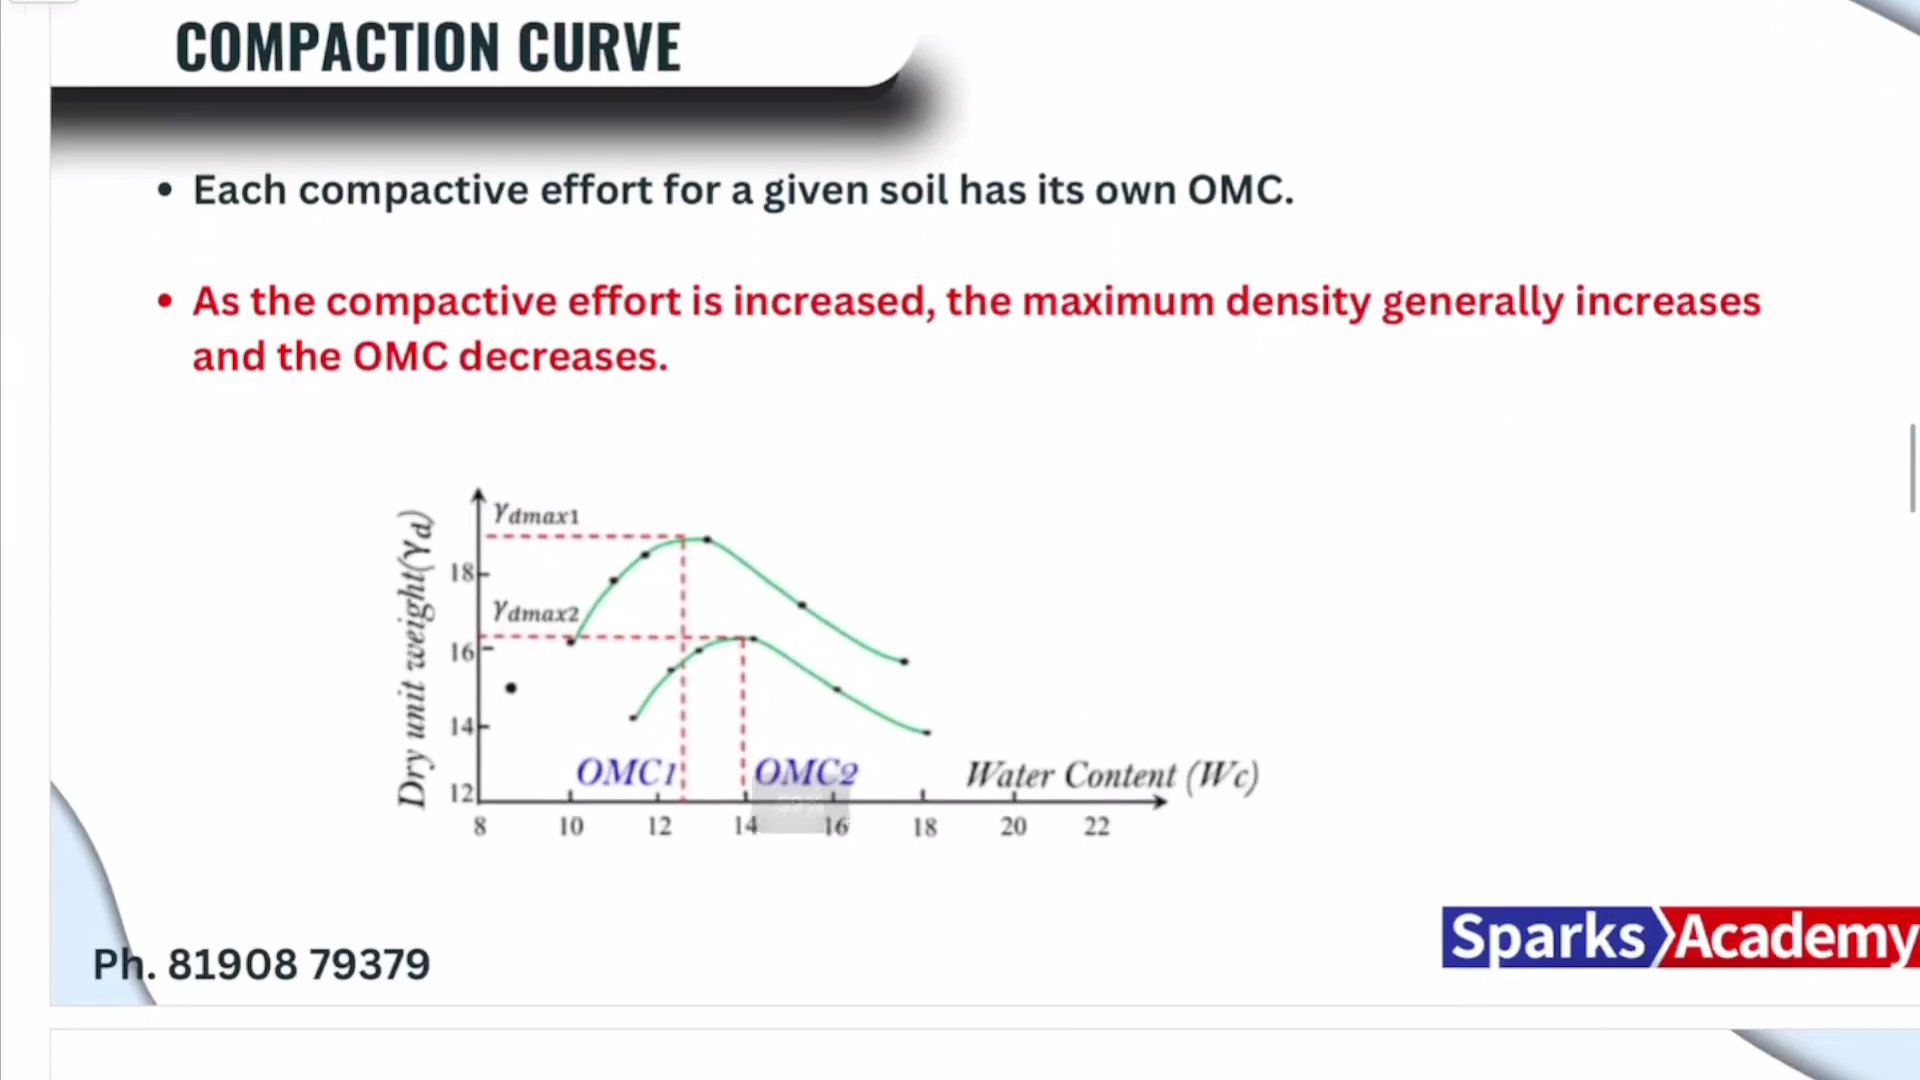 COMPACTION CURVE
• Each compactive effort for a given soil has its own OMC.
• As the compactive effort is increased, the maximum density generally increases
and the OMC decreases.
γdmax1
18
γdmax2
16
14
12
Dry unit weight(γd)
OMC1
OMC2
Water Content (Wc)
8 10 12 14 16 18 20 22
Ph. 81908 79379
Sparks Academy